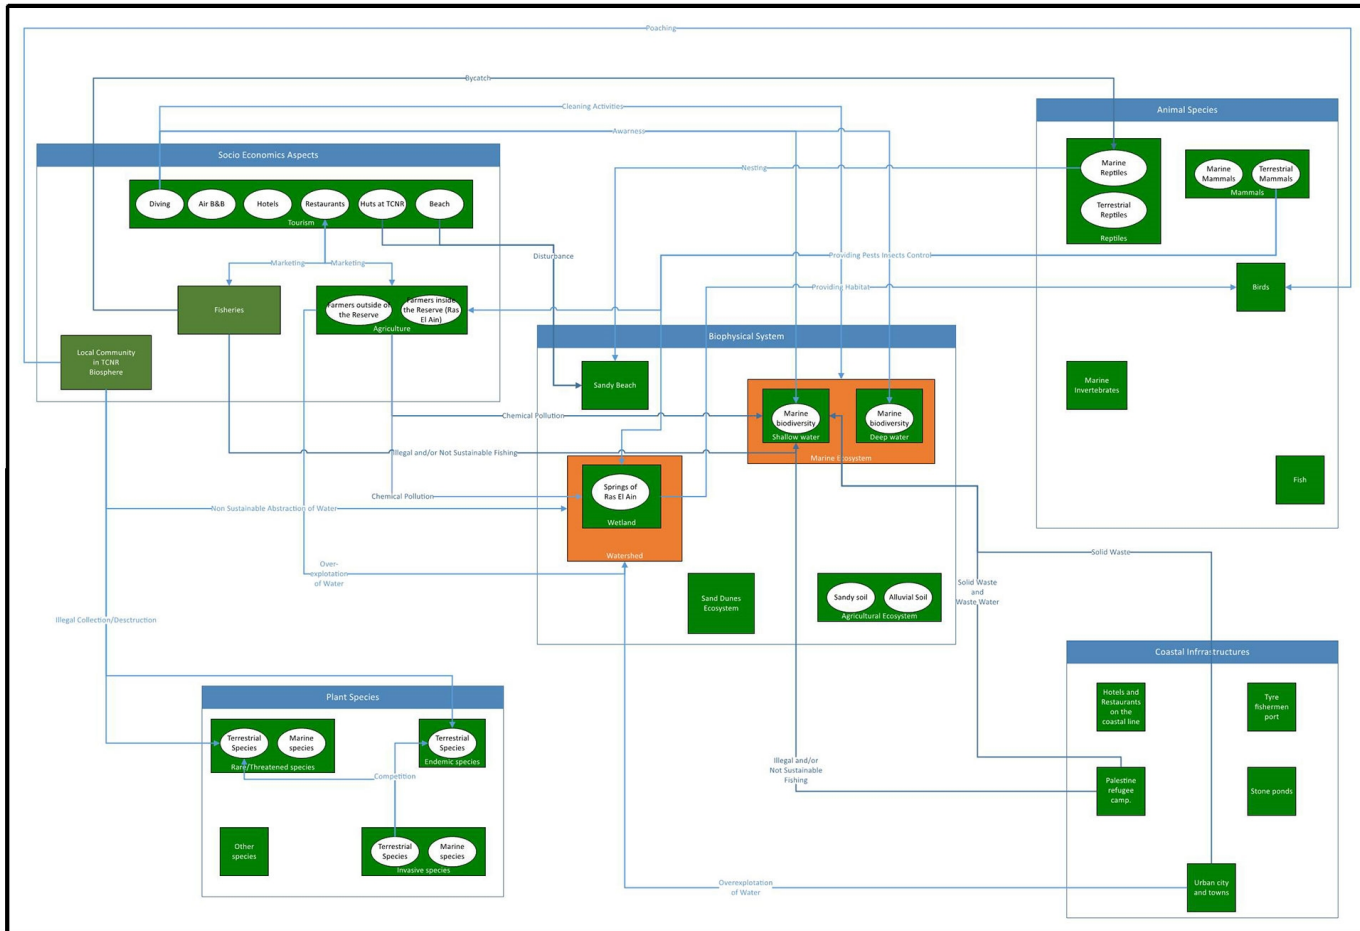 Poaching
Bycatch
Cleaning Activities
Awarness
Animal Species
Socio Economics Aspects
Marine
Reptiles
Terrestrial
Reptiles
Reptiles
Marine
Mammals
Terrestrial
Mammals
Mammals
Nesting
Diving
Air B&B
Hotels
Restaurants
Huts at TCNR
Beach
Tourism
Disturbance
Providing Pests Insects Control
Marketing
Marketing
Providing Habitat
Birds
Fisheries
Farmers outside of
the Reserve
Farmers inside
the Reserve (Ras
El Ain)
Agriculture
Biophysical System
Local Community
in TCNR
Biosphere
Sandy Beach
Marine
Invertebrates
Marine
biodiversity
Shallow water
Marine
biodiversity
Deep water
Marine Ecosystem
Chemical Pollution
Illegal and/or Not Sustainable Fishing
Fish
Springs of
Ras El Ain
Wetland
Watershed
Chemical Pollution
Non Sustainable Abstraction of Water
Solid Waste
Over-
explotation
of Water
Sand Dunes
Ecosystem
Sandy soil
Alluvial Soil
Agricultural Ecosystem
Solid Waste
and
Waste Water
Illegal Collection/Desctruction
Coastal Infrrastructures
Plant Species
Hotels and
Restaurants
on the
coastal line
Tyre
fishermen
port
Terrestrial
Species
Marine
species
Rare/Threatened species
Terrestrial
Species
Endemic species
Competition
Illegal and/or
Not Sustainable
Fishing
Palestine
refugee
camp.
Stone ponds
Other
species
Terrestrial
Species
Marine
species
Invasive species
Overexplotation
of Water
Urban city
and towns